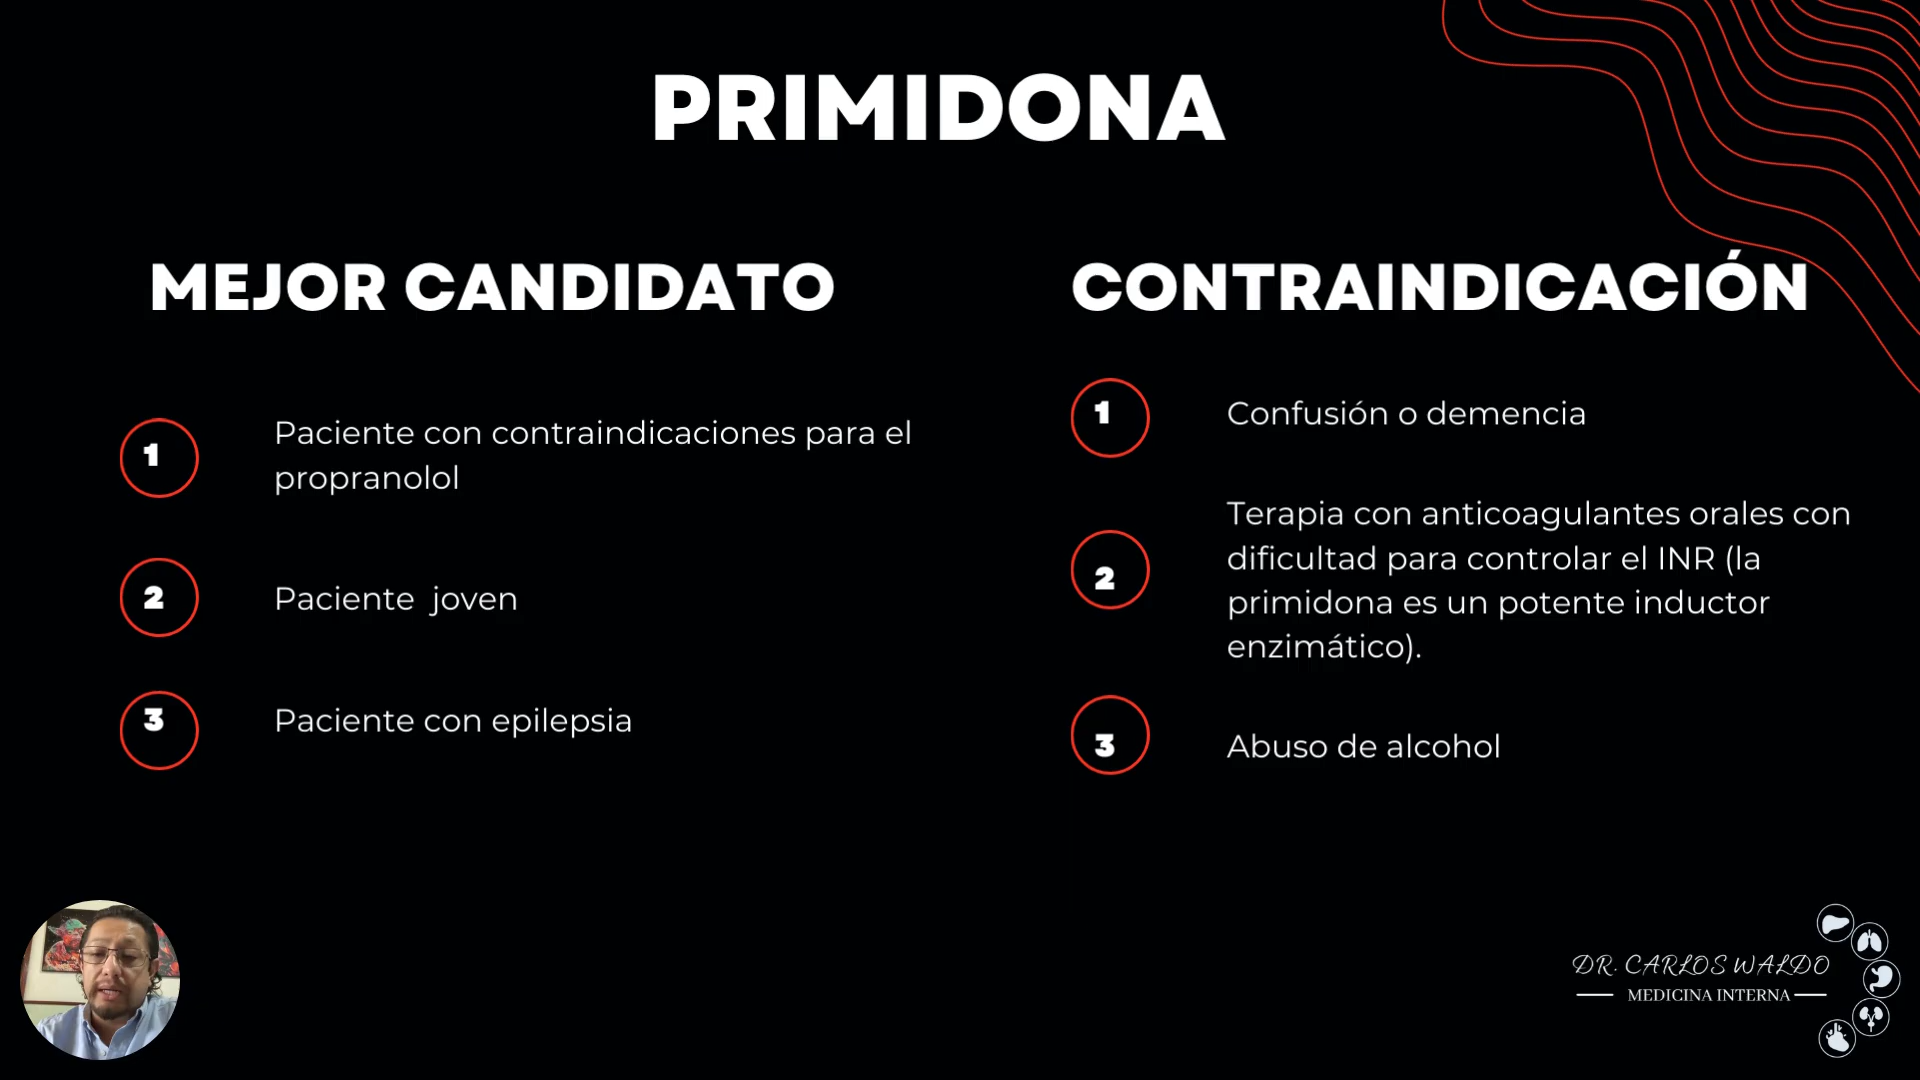 PRIMIDONA
MEJOR CANDIDATO
1
Paciente con contraindicaciones para el
propranolol
2
Paciente joven
3
Paciente con epilepsia
CONTRAINDICACIÓN
1
Confusión o demencia
2
Terapia con anticoagulantes orales con
dificultad para controlar el INR (la
primidona es un potente inductor
enzimático).
3
Abuso de alcohol
DR. CARLOS WALDO
MEDICINA INTERNA